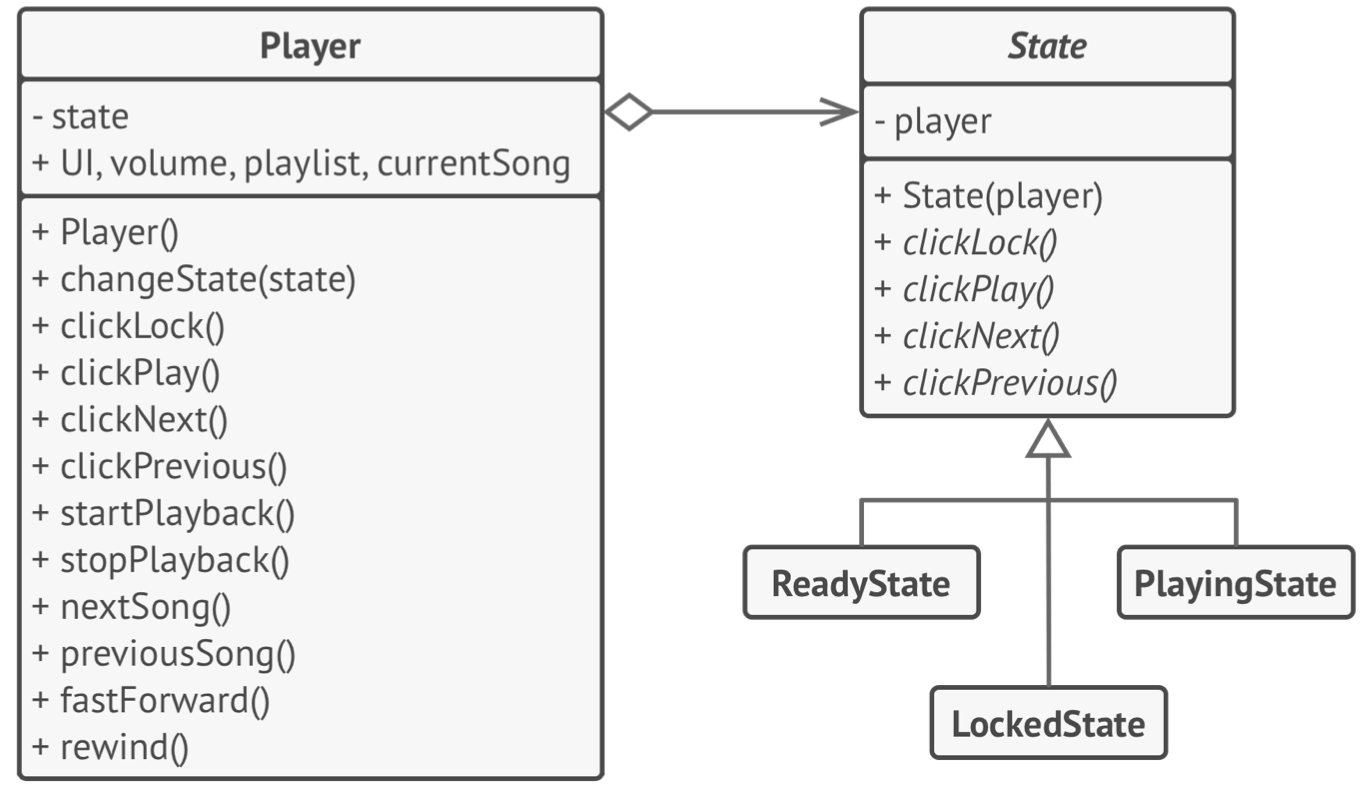 Player
- state
+ UI, volume, playlist, currentSong
+ Player()
+ changeState(state)
+ clickLock()
+ clickPlay()
+ clickNext()
+ clickPrevious()
+ startPlayback()
+ stopPlayback()
+ nextSong()
+ previousSong()
+ fastForward()
+ rewind()
State
- player
+ State(player)
+ clickLock()
+ clickPlay()
+ clickNext()
+ clickPrevious()
ReadyState
PlayingState
LockedState